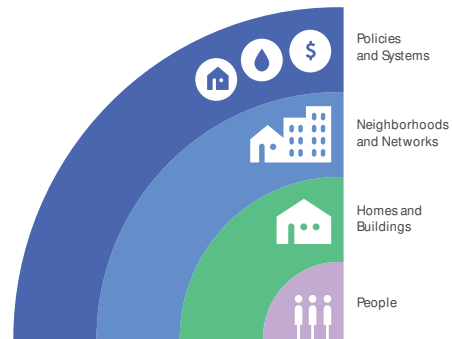 $
Policies
and Systems
Neighborhoods
and Networks
Homes and
Buildings
People